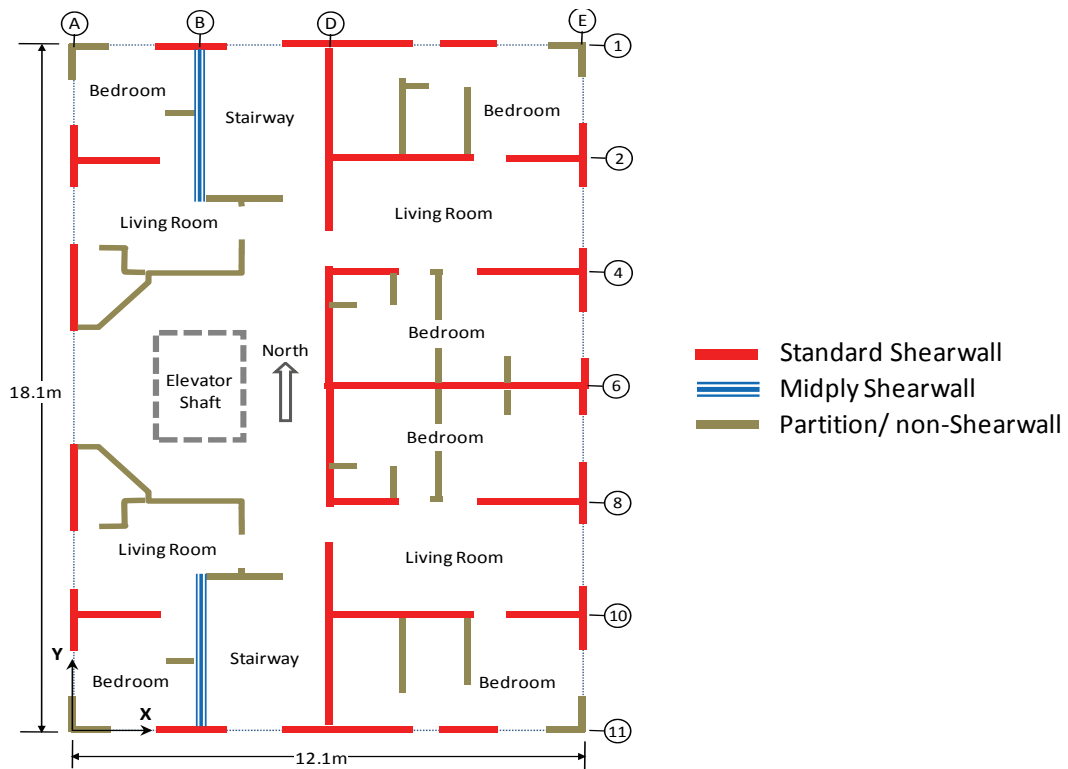 A
B
D
E
1
Bedroom
Stairway
Bedroom
2
Living Room
Living Room
4
Bedroom
North
Elevator
Shaft
18.1m
6
Bedroom
8
Living Room
Living Room
10
Y
Bedroom
Stairway
Bedroom
X
11
12.1m
Standard Shearwall
Midply Shearwall
Partition/ non-Shearwall